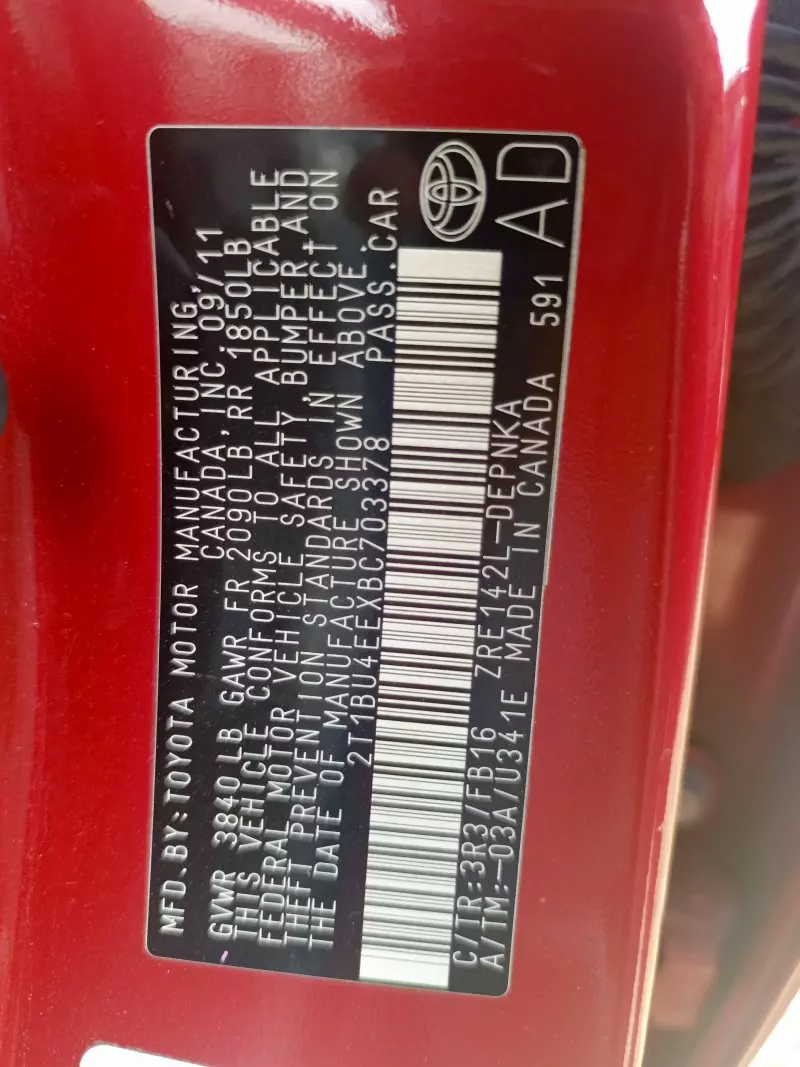 MFD.BY:TOYOTA MOTOR MANUFACTURING,
CANADA, INC. 09/11
GVWR 3840 LB GAWR FR 2090LB, RR 1850LB
THIS VEHICLE CONFORMS TO ALL APPLICABLE
FEDERAL MOTOR VEHICLE SAFETY, BUMPER, AND
THEFT PREVENTION STANDARDS IN EFFECT ON
THE DATE OF MANUFACTURE SHOWN ABOVE.
2T1BU4EEXBC703378 PASS.CAR
C/TR:3R3/FB16 ZRE142L-DEPNKA
A/TM:-03A/U341E MADE IN CANADA 591
AD